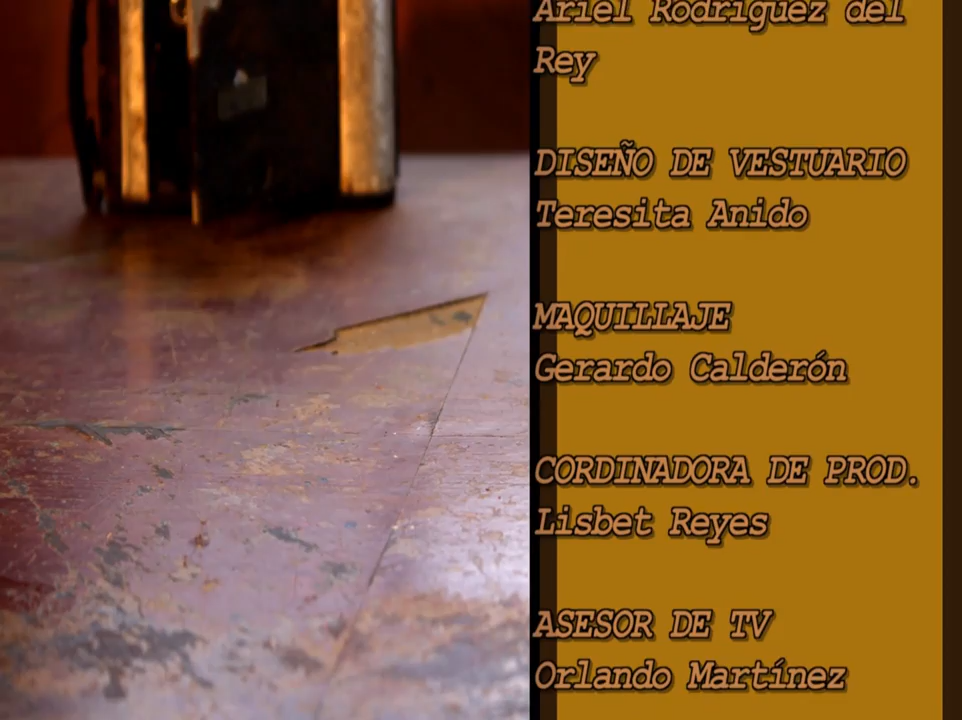 Ariel Rodríguez del
Rey
DISEÑO DE VESTUARIO
Teresita Anido
MAQUILLAJE
Gerardo Calderón
CORDINADORA DE PROD.
Lisbet Reyes
ASESOR DE TV
Orlando Martínez